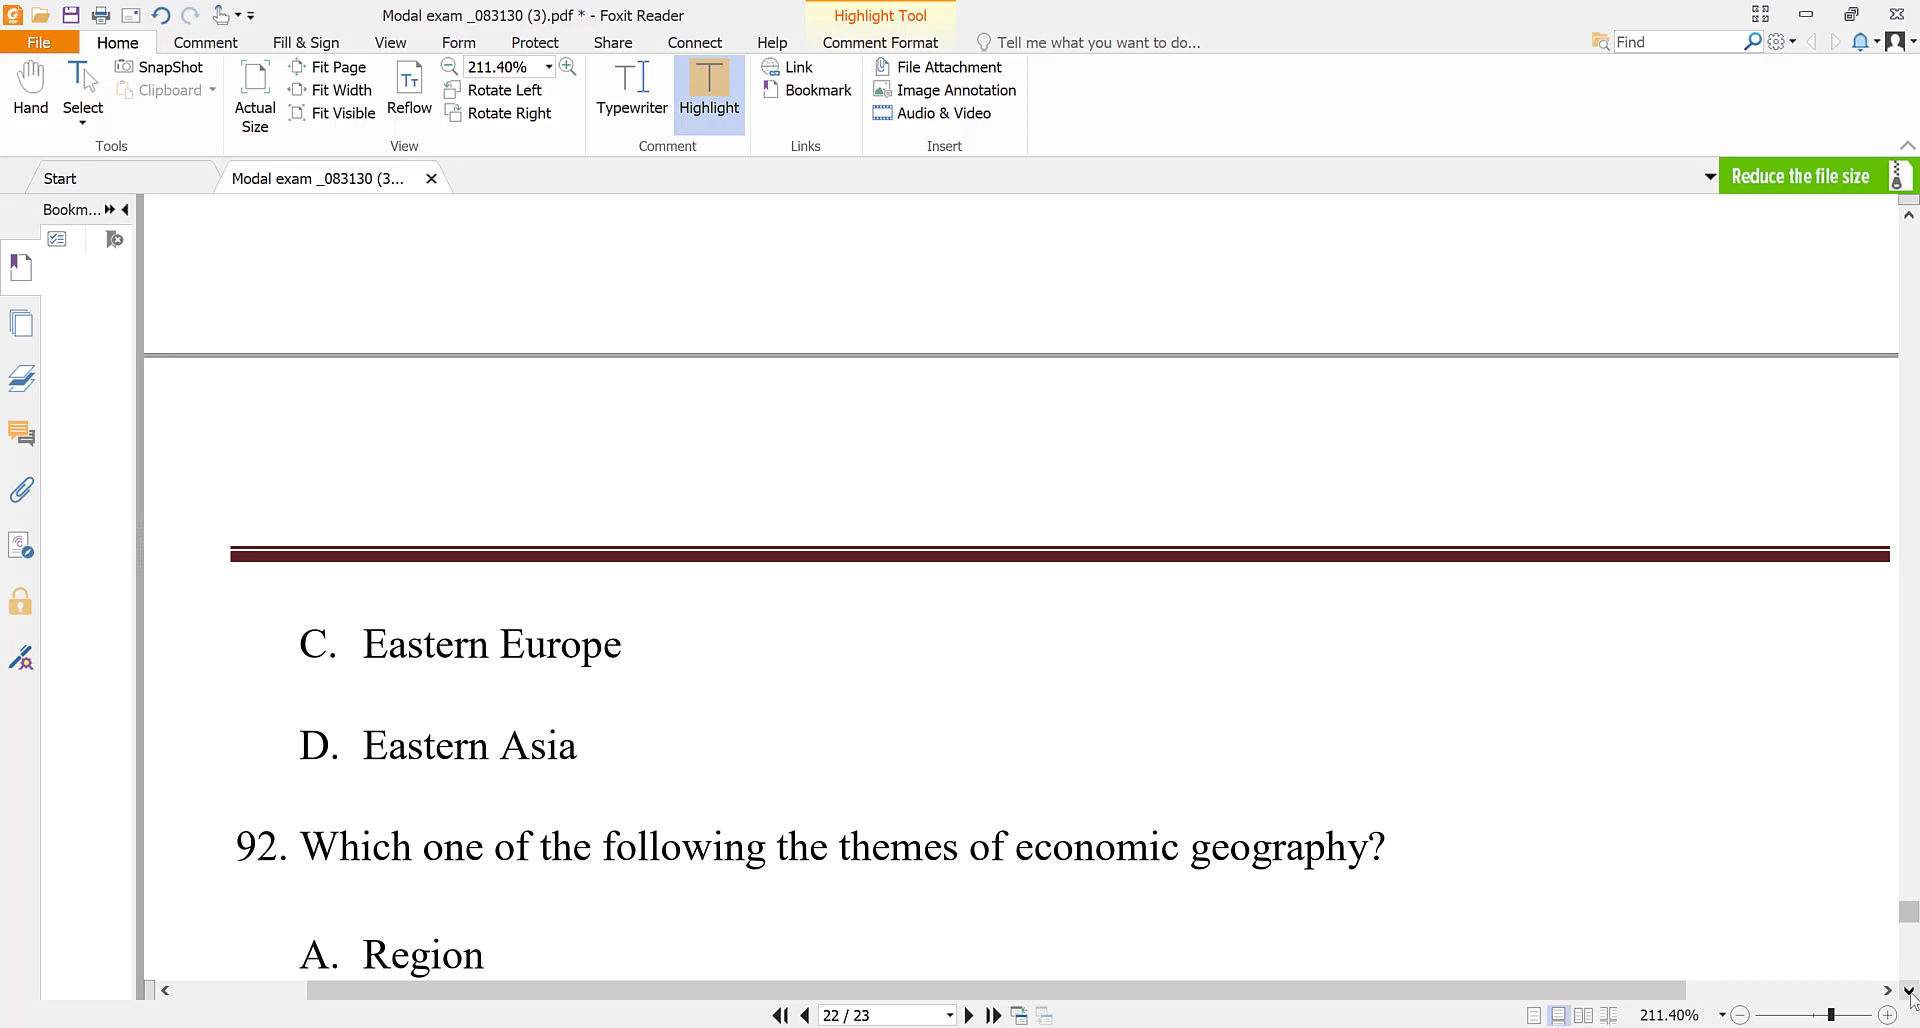 Modal exam _083130 (3).pdf * - Foxit Reader
Highlight Tool
File Home Comment Fill & Sign View Form Protect Share Connect Help Comment Format Tell me what you want to do... Find
Hand
Select
SnapShot
Clipboard
Tools
Actual
Size
Fit Page
Fit Width
Fit Visible
Reflow
211.40%
Rotate Left
Rotate Right
View
Typewriter
Highlight
Comment
Link
Bookmark
Links
File Attachment
Image Annotation
Audio & Video
Insert
Start
Modal exam _083130 (3...
Reduce the file size
Bookm...
C. Eastern Europe
D. Eastern Asia
92. Which one of the following the themes of economic geography?
A. Region
22 / 23
211.40%